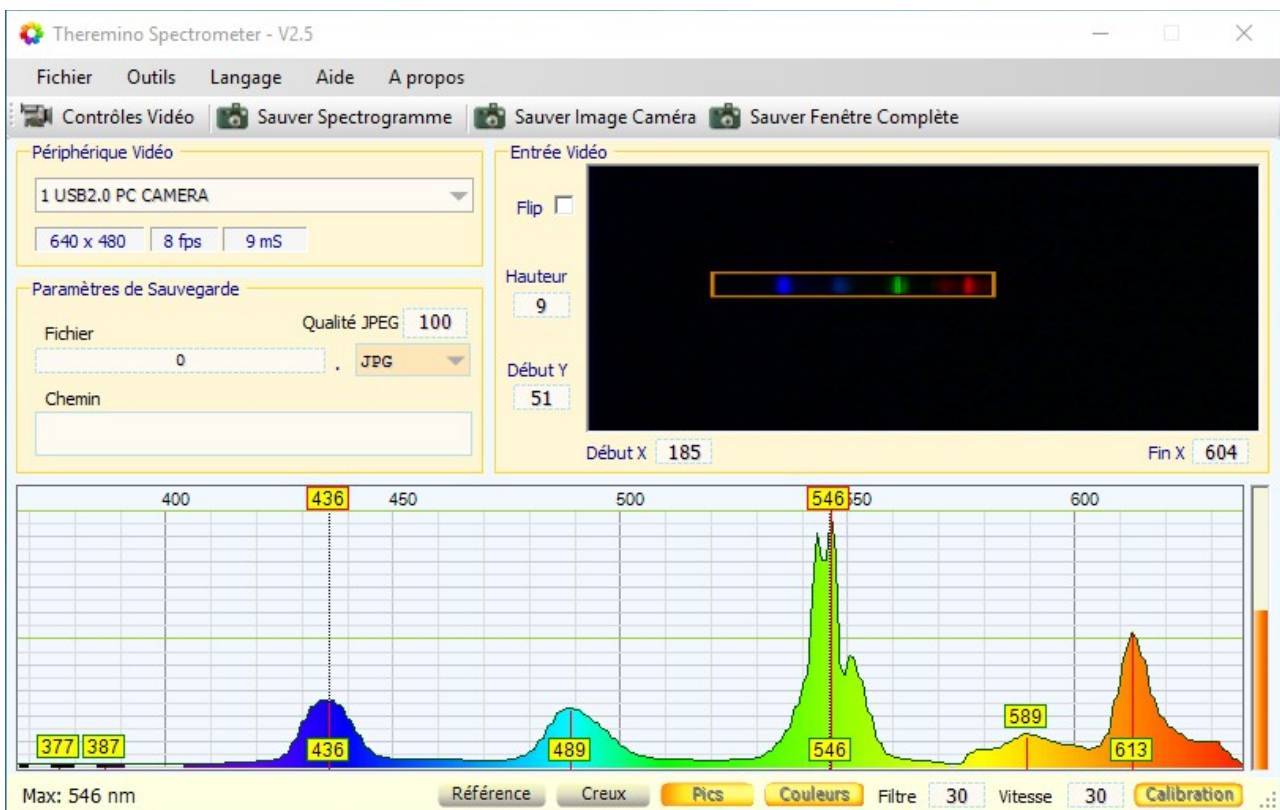 Theremino Spectrometer - V2.5
Fichier Outils Langage Aide A propos
Contrôles Vidéo Sauver Spectrogramme Sauver Image Caméra Sauver Fenêtre Complète
Périphérique Vidéo
1 USB2.0 PC CAMERA
640 x 480 8 fps 9 mS
Paramètres de Sauvegarde
Fichier Qualité JPEG 100
0 . JPG
Chemin
Entrée Vidéo
Flip
Hauteur
9
Début Y
51
Début X 185 Fin X 604
400 436 450 500 546 550 600
589
377 387 436 489 546 613
Max: 546 nm Référence Creux Pics Couleurs Filtre 30 Vitesse 30 Calibration